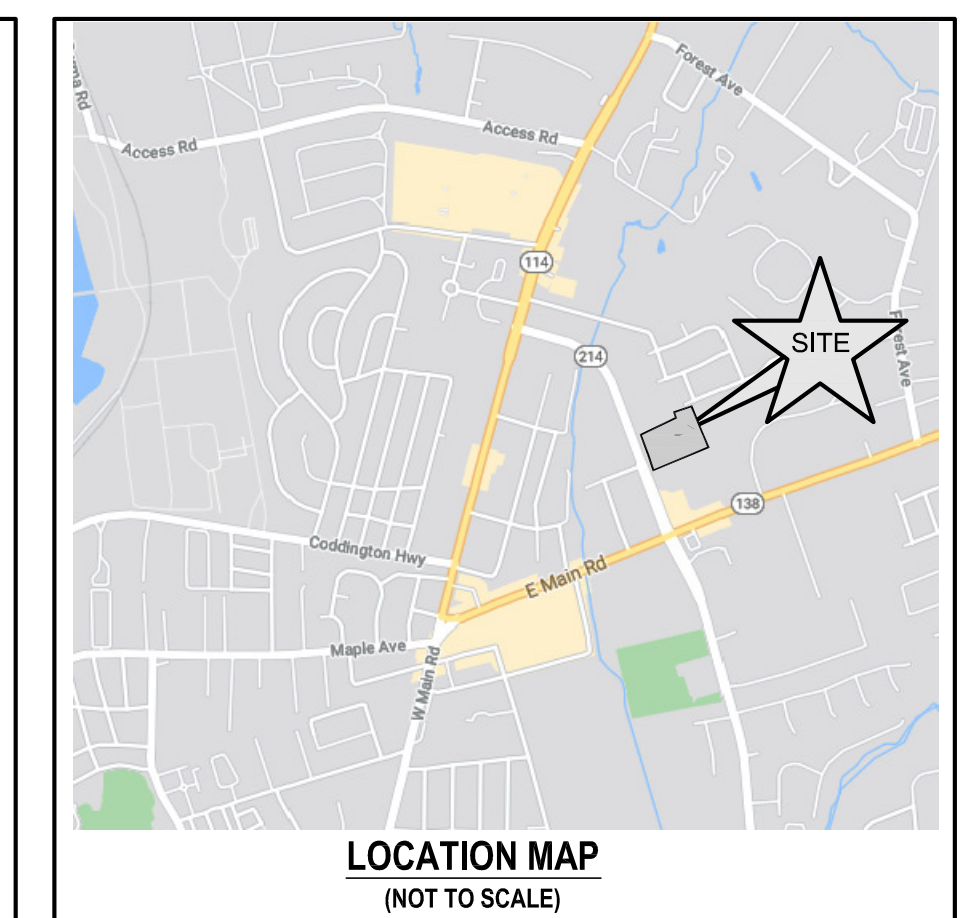 Forest Ave
Access Rd
Access Rd
114
SITE
214
Forest Ave
138
Coddington Hwy
E Main Rd
Maple Ave
W Main Rd
LOCATION MAP
(NOT TO SCALE)